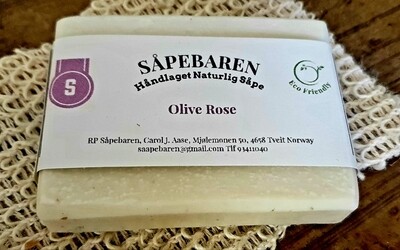 SÅPEBAREN
Håndlaget Naturlig Såpe
S
Eco Friendly
Olive Rose
RP Såpebaren, Carol J. Aase, Mjølemonen 50, 4658 Tveit Norway
saapebaren@gmail.com Tlf 93411040